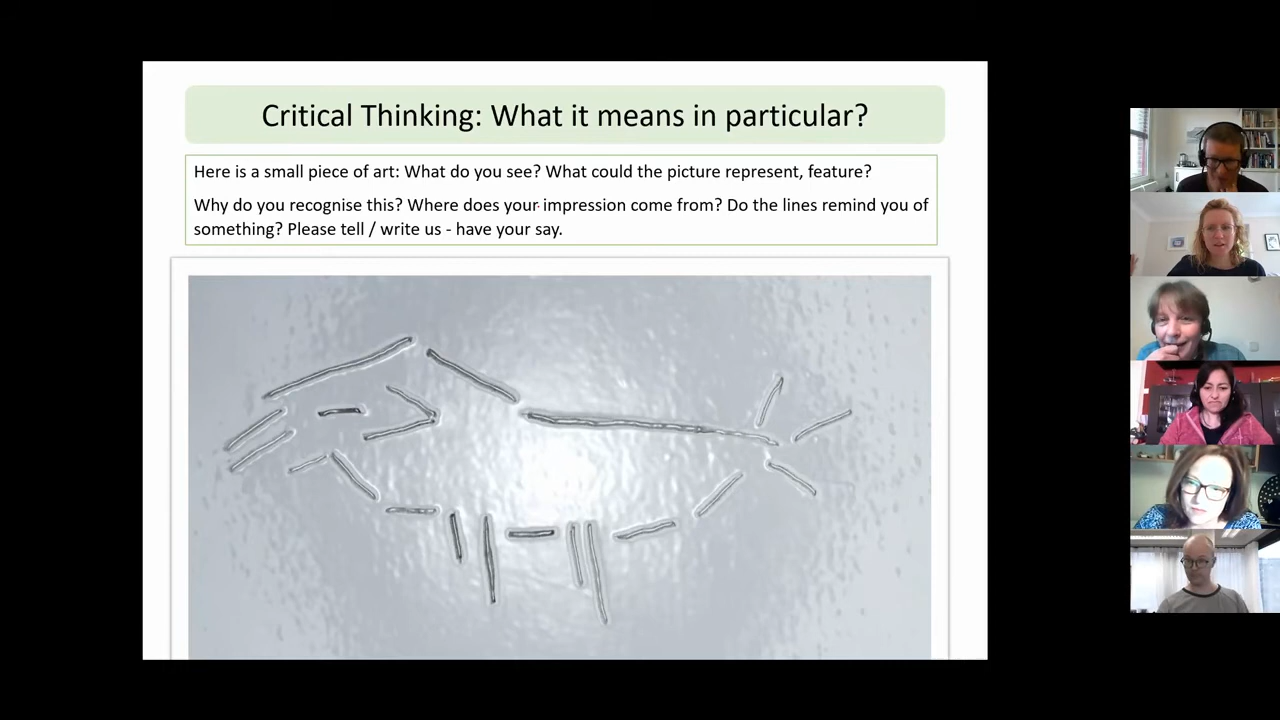 Critical Thinking: What it means in particular?
Here is a small piece of art: What do you see? What could the picture represent, feature?
Why do you recognise this? Where does your impression come from? Do the lines remind you of
something? Please tell / write us - have your say.